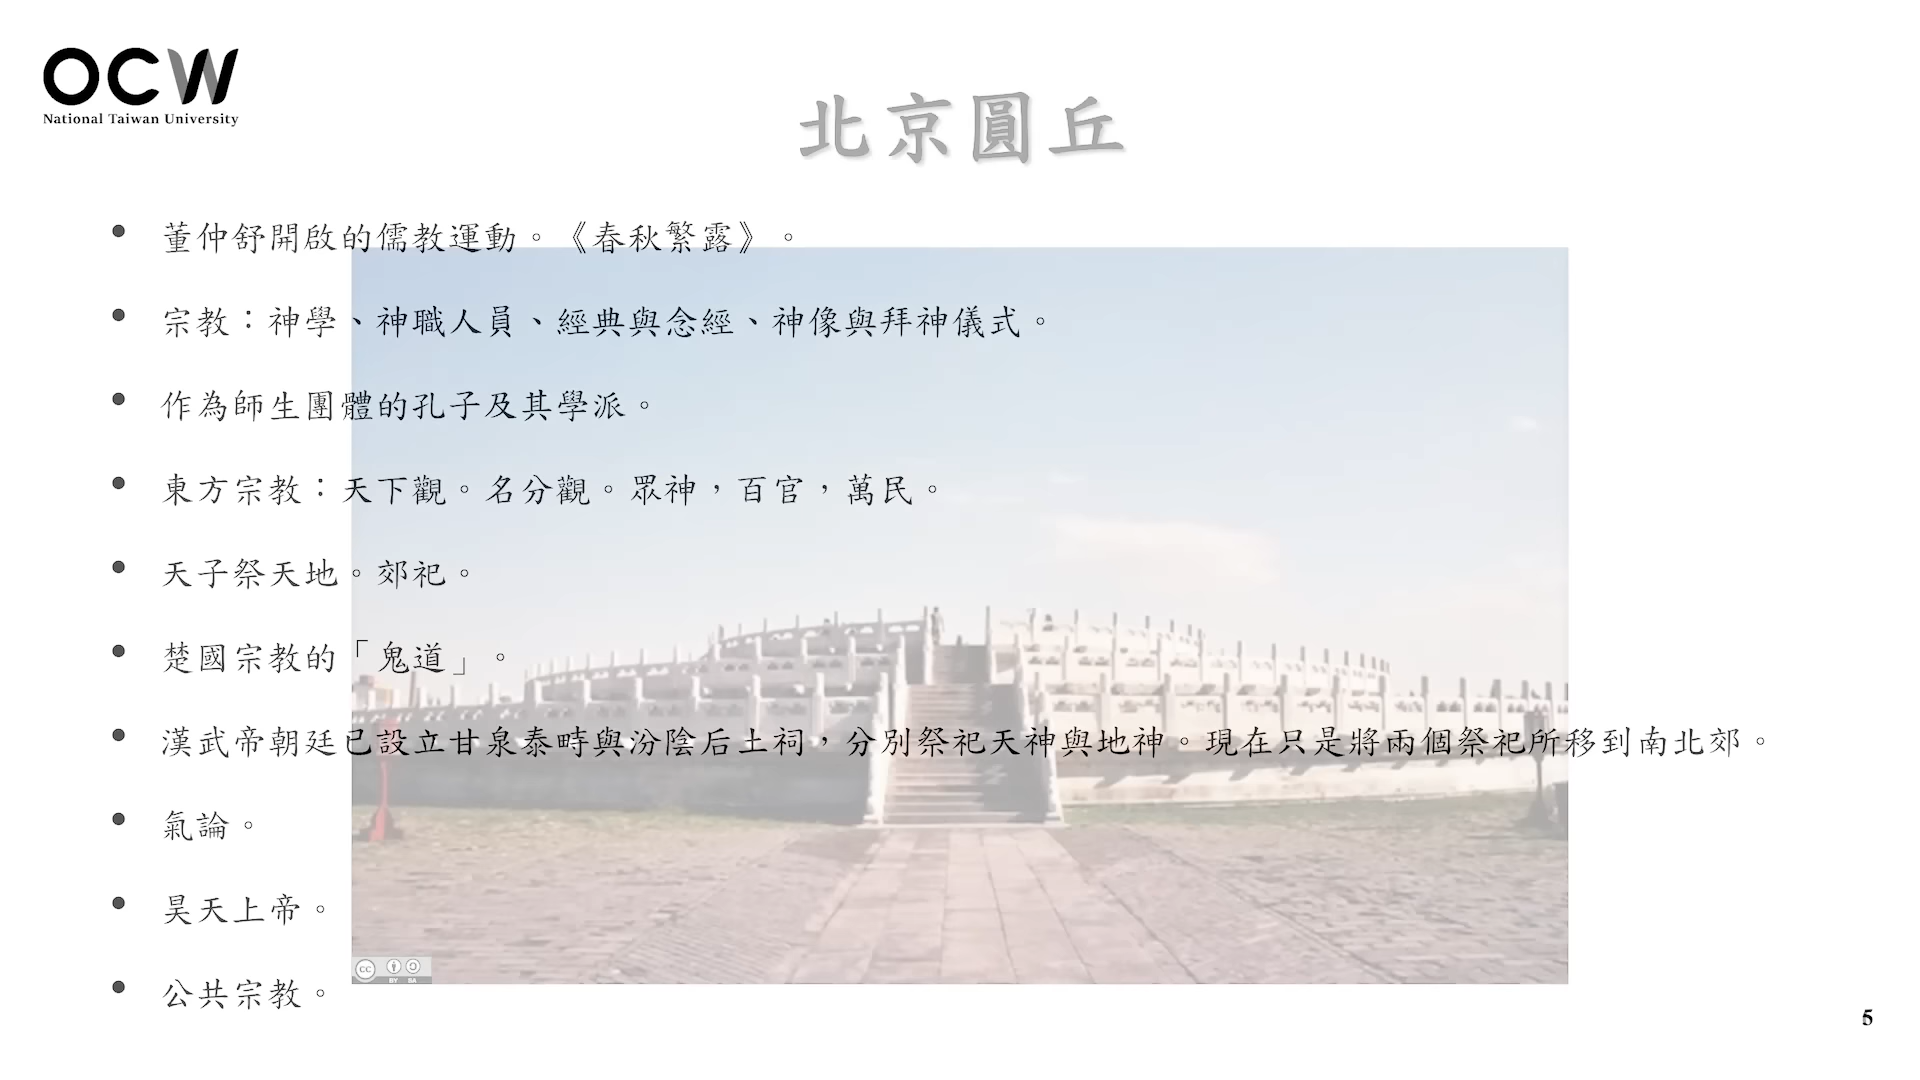 OCW
National Taiwan University
北京圓丘
• 董仲舒開啟的儒教運動。《春秋繁露》。
• 宗教：神學、神職人員、經典與念經、神像與拜神儀式。
• 作為師生團體的孔子及其學派。
• 東方宗教：天下觀。名分觀。眾神，百官，萬民。
• 天子祭天地。郊祀。
• 楚國宗教的「鬼道」。
• 漢武帝朝廷已設立甘泉泰畤與汾陰后土祠，分別祭祀天神與地神。現在只是將兩個祭祀所移到南北郊。
• 氣論。
• 昊天上帝。
• 公共宗教。
cc BY SA
5